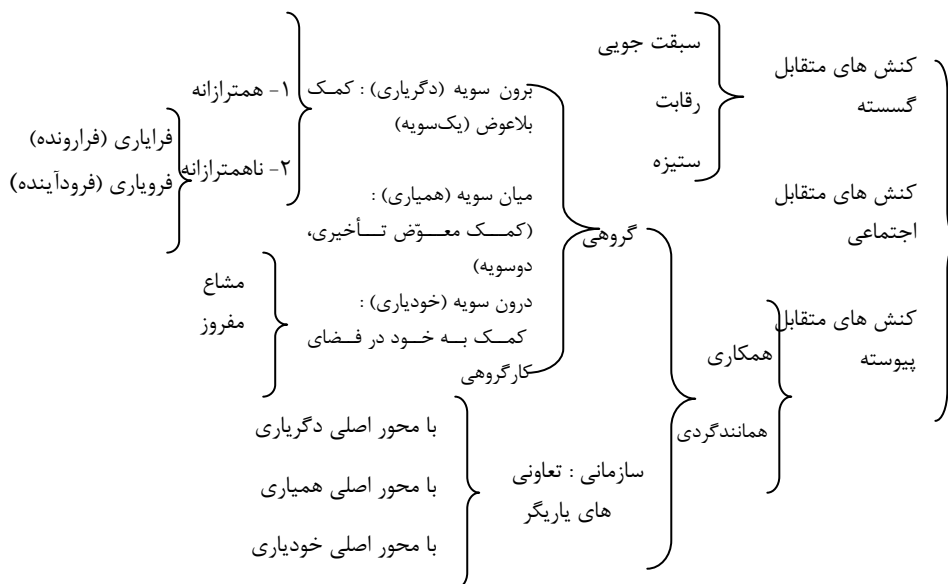 کنش های متقابل
گسسته
کنش های متقابل
اجتماعی
کنش های متقابل
پیوسته
سبقت جویی
رقابت
ستیزه
همکاری
همانندگردی
گروهی
سازمانی : تعاونی
های یاریگر
برون سویه (دگریاری) : کمک
بلاعوض (یک‌سویه)
میان سویه (همیاری) :
(کمک معوّض تأخیری،
دوسویه)
درون سویه (خودیاری) :
کمک به خود در فضای
کارگروهی
۱- همترازانه
۲- ناهمترازانه
فرایاری (فرارونده)
فرویاری (فرودآینده)
مشاع
مفروز
با محور اصلی دگریاری
با محور اصلی همیاری
با محور اصلی خودیاری